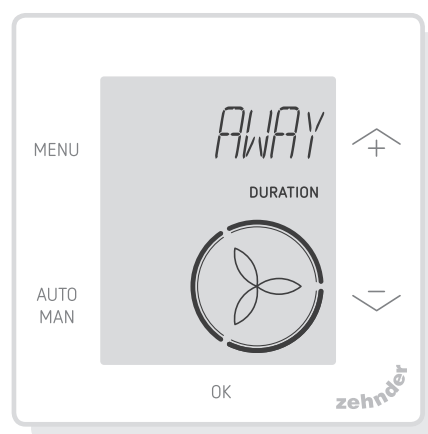 AWAY
MENU
+
DURATION
AUTO
MAN
−
OK
zehnder